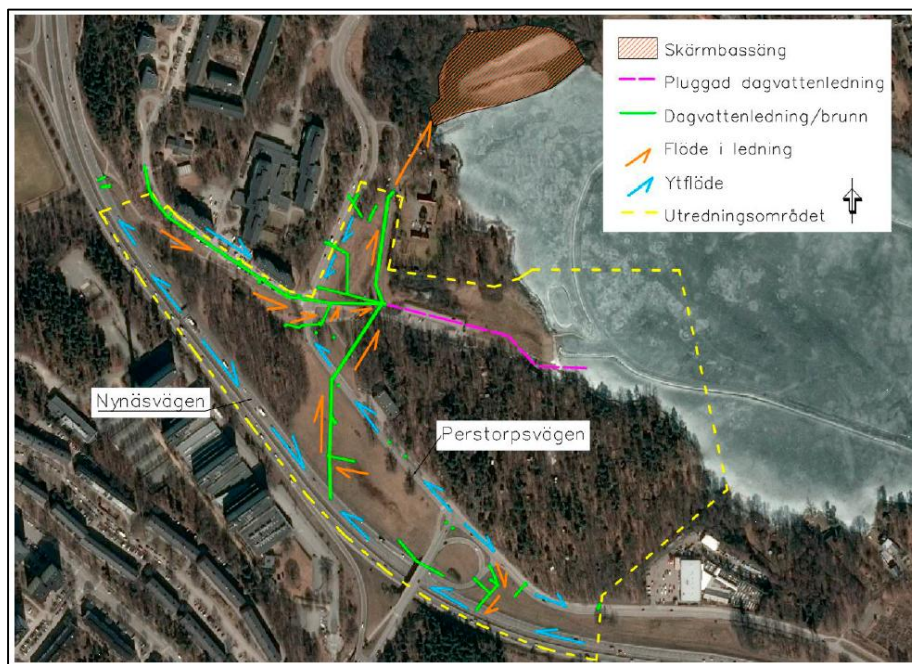 Skärmbassäng
Pluggad dagvattenledning
Dagvattenledning/brunn
Flöde i ledning
Ytflöde
Utredningsområdet
Nynäsvägen
Perstorpsvägen